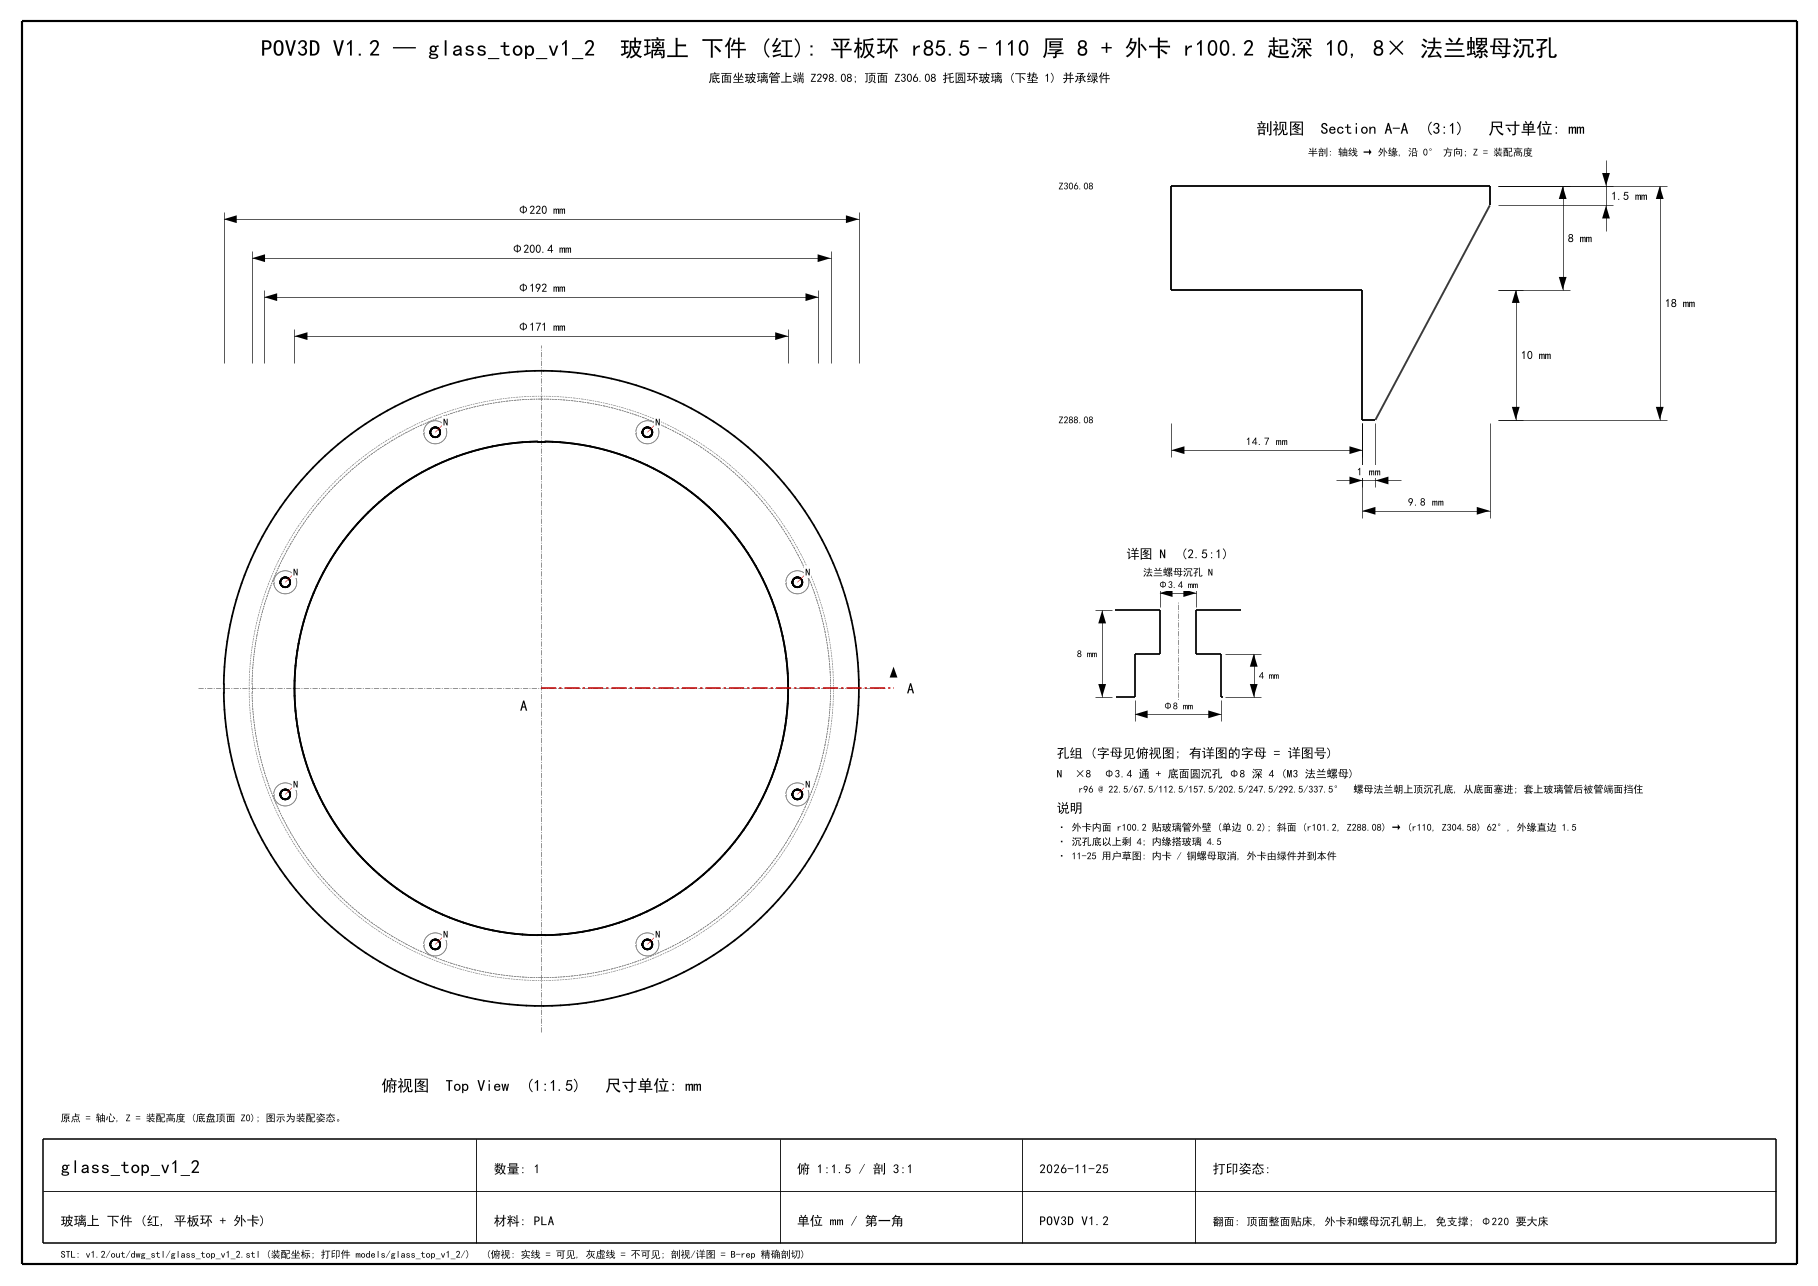 POV3D V1.2 — glass_top_v1_2  玻璃上 下件 (红): 平板环 r85.5–110 厚 8 + 外卡 r100.2 起深 10, 8× 法兰螺母沉孔
底面坐玻璃管上端 Z298.08; 顶面 Z306.08 托圆环玻璃 (下垫 1) 并承绿件
剖视图  Section A-A  (3:1)  尺寸单位: mm
半剖: 轴线 → 外缘, 沿 0° 方向; Z = 装配高度
Z306.08
1.5 mm
8 mm
18 mm
10 mm
Z288.08
14.7 mm
1 mm
9.8 mm
Φ220 mm
Φ200.4 mm
Φ192 mm
Φ171 mm
N
N
N
N
N
N
N
N
A
A
俯视图  Top View  (1:1.5)  尺寸单位: mm
详图 N  (2.5:1)
法兰螺母沉孔 N
Φ3.4 mm
8 mm
4 mm
Φ8 mm
孔组 (字母见俯视图; 有详图的字母 = 详图号)
N  ×8  Φ3.4 通 + 底面圆沉孔 Φ8 深 4 (M3 法兰螺母)
r96 @ 22.5/67.5/112.5/157.5/202.5/247.5/292.5/337.5°  螺母法兰朝上顶沉孔底, 从底面塞进; 套上玻璃管后被管端面挡住
说明
· 外卡内面 r100.2 贴玻璃管外壁 (单边 0.2); 斜面 (r101.2, Z288.08) → (r110, Z304.58) 62°, 外缘直边 1.5
· 沉孔底以上剩 4; 内缘搭玻璃 4.5
· 11-25 用户草图: 内卡 / 铜螺母取消, 外卡由绿件并到本件
原点 = 轴心, Z = 装配高度 (底盘顶面 Z0); 图示为装配姿态。
glass_top_v1_2
数量: 1
俯 1:1.5 / 剖 3:1
2026-11-25
打印姿态:
玻璃上 下件 (红, 平板环 + 外卡)
材料: PLA
单位 mm / 第一角
POV3D V1.2
翻面: 顶面整面贴床, 外卡和螺母沉孔朝上, 免支撑; Φ220 要大床
STL: v1.2/out/dwg_stl/glass_top_v1_2.stl (装配坐标; 打印件 models/glass_top_v1_2/)  (俯视: 实线 = 可见, 灰虚线 = 不可见; 剖视/详图 = B-rep 精确剖切)